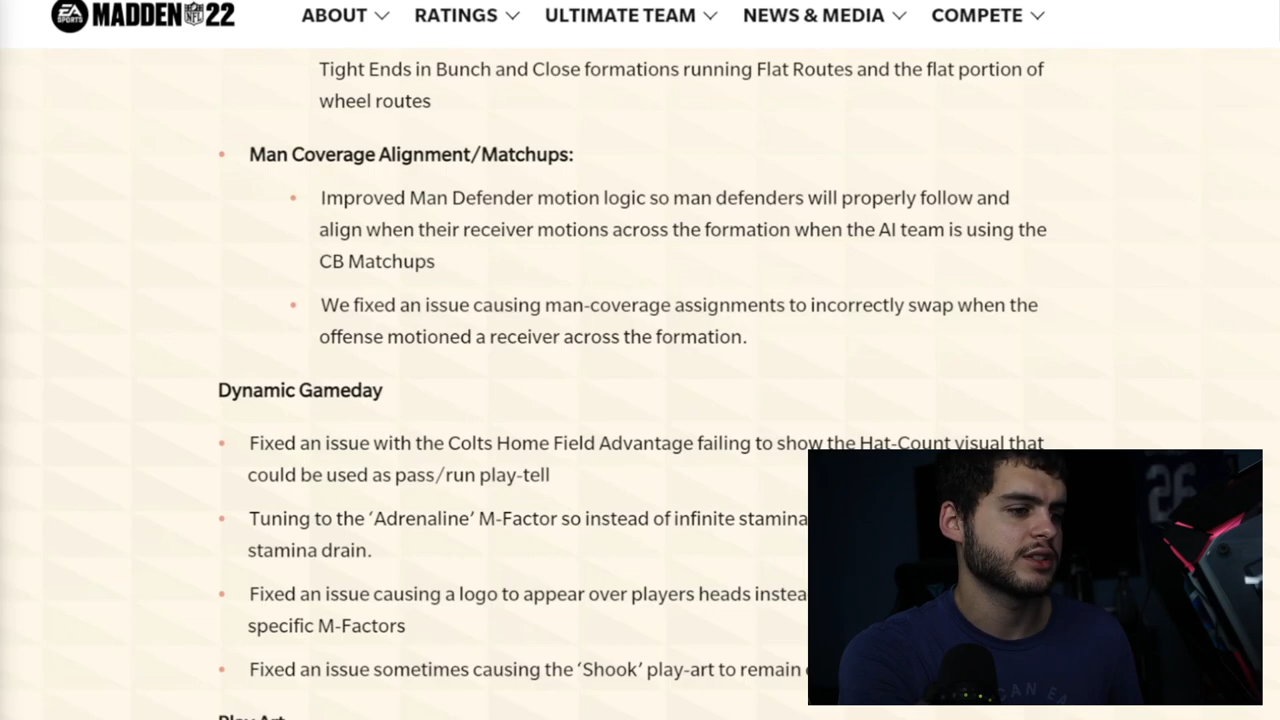 EA SPORTS MADDEN NFL 22 ABOUT RATINGS ULTIMATE TEAM NEWS & MEDIA COMPETE
Tight Ends in Bunch and Close formations running Flat Routes and the flat portion of
wheel routes
• Man Coverage Alignment/Matchups:
• Improved Man Defender motion logic so man defenders will properly follow and
align when their receiver motions across the formation when the AI team is using the
CB Matchups
• We fixed an issue causing man-coverage assignments to incorrectly swap when the
offense motioned a receiver across the formation.
Dynamic Gameday
• Fixed an issue with the Colts Home Field Advantage failing to show the Hat-Count visual that
could be used as pass/run play-tell
• Tuning to the ‘Adrenaline’ M-Factor so instead of infinite stamina
stamina drain.
• Fixed an issue causing a logo to appear over players heads
specific M-Factors
• Fixed an issue sometimes causing the ‘Shook’ play-art to remain
Play Art
26